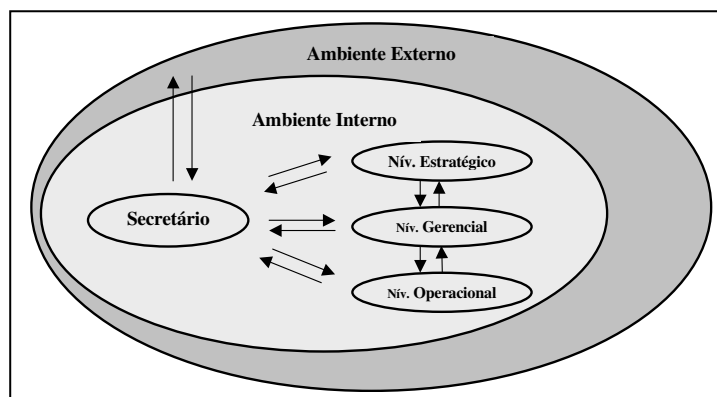 Ambiente Externo
Ambiente Interno
Nív. Estratégico
Secretário
Nív. Gerencial
Nív. Operacional